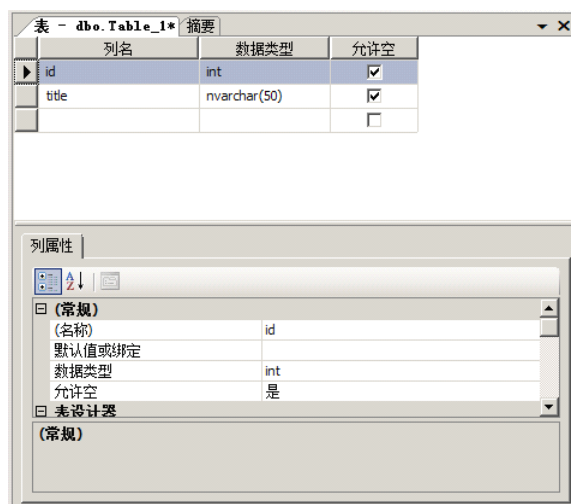 表 - dbo.Table_1* 摘要
列名 数据类型 允许空
id int
title nvarchar(50)
列属性
(常规)
(名称) id
默认值或绑定
数据类型 int
允许空 是
表设计器
(常规)